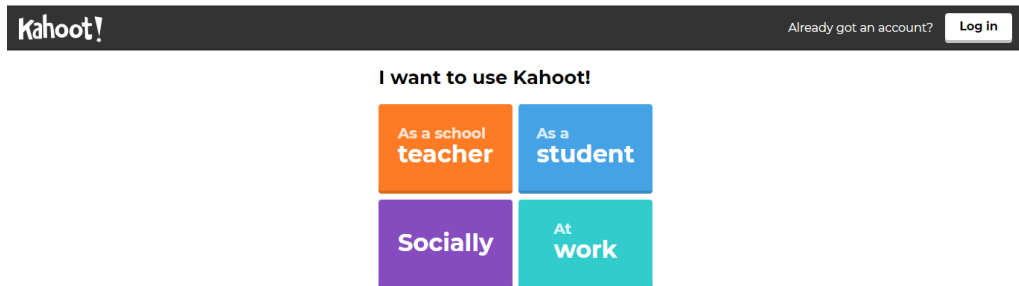 Kahoot!
Already got an account?
Log in
I want to use Kahoot!
As a school
teacher
As a
student
Socially
At
work